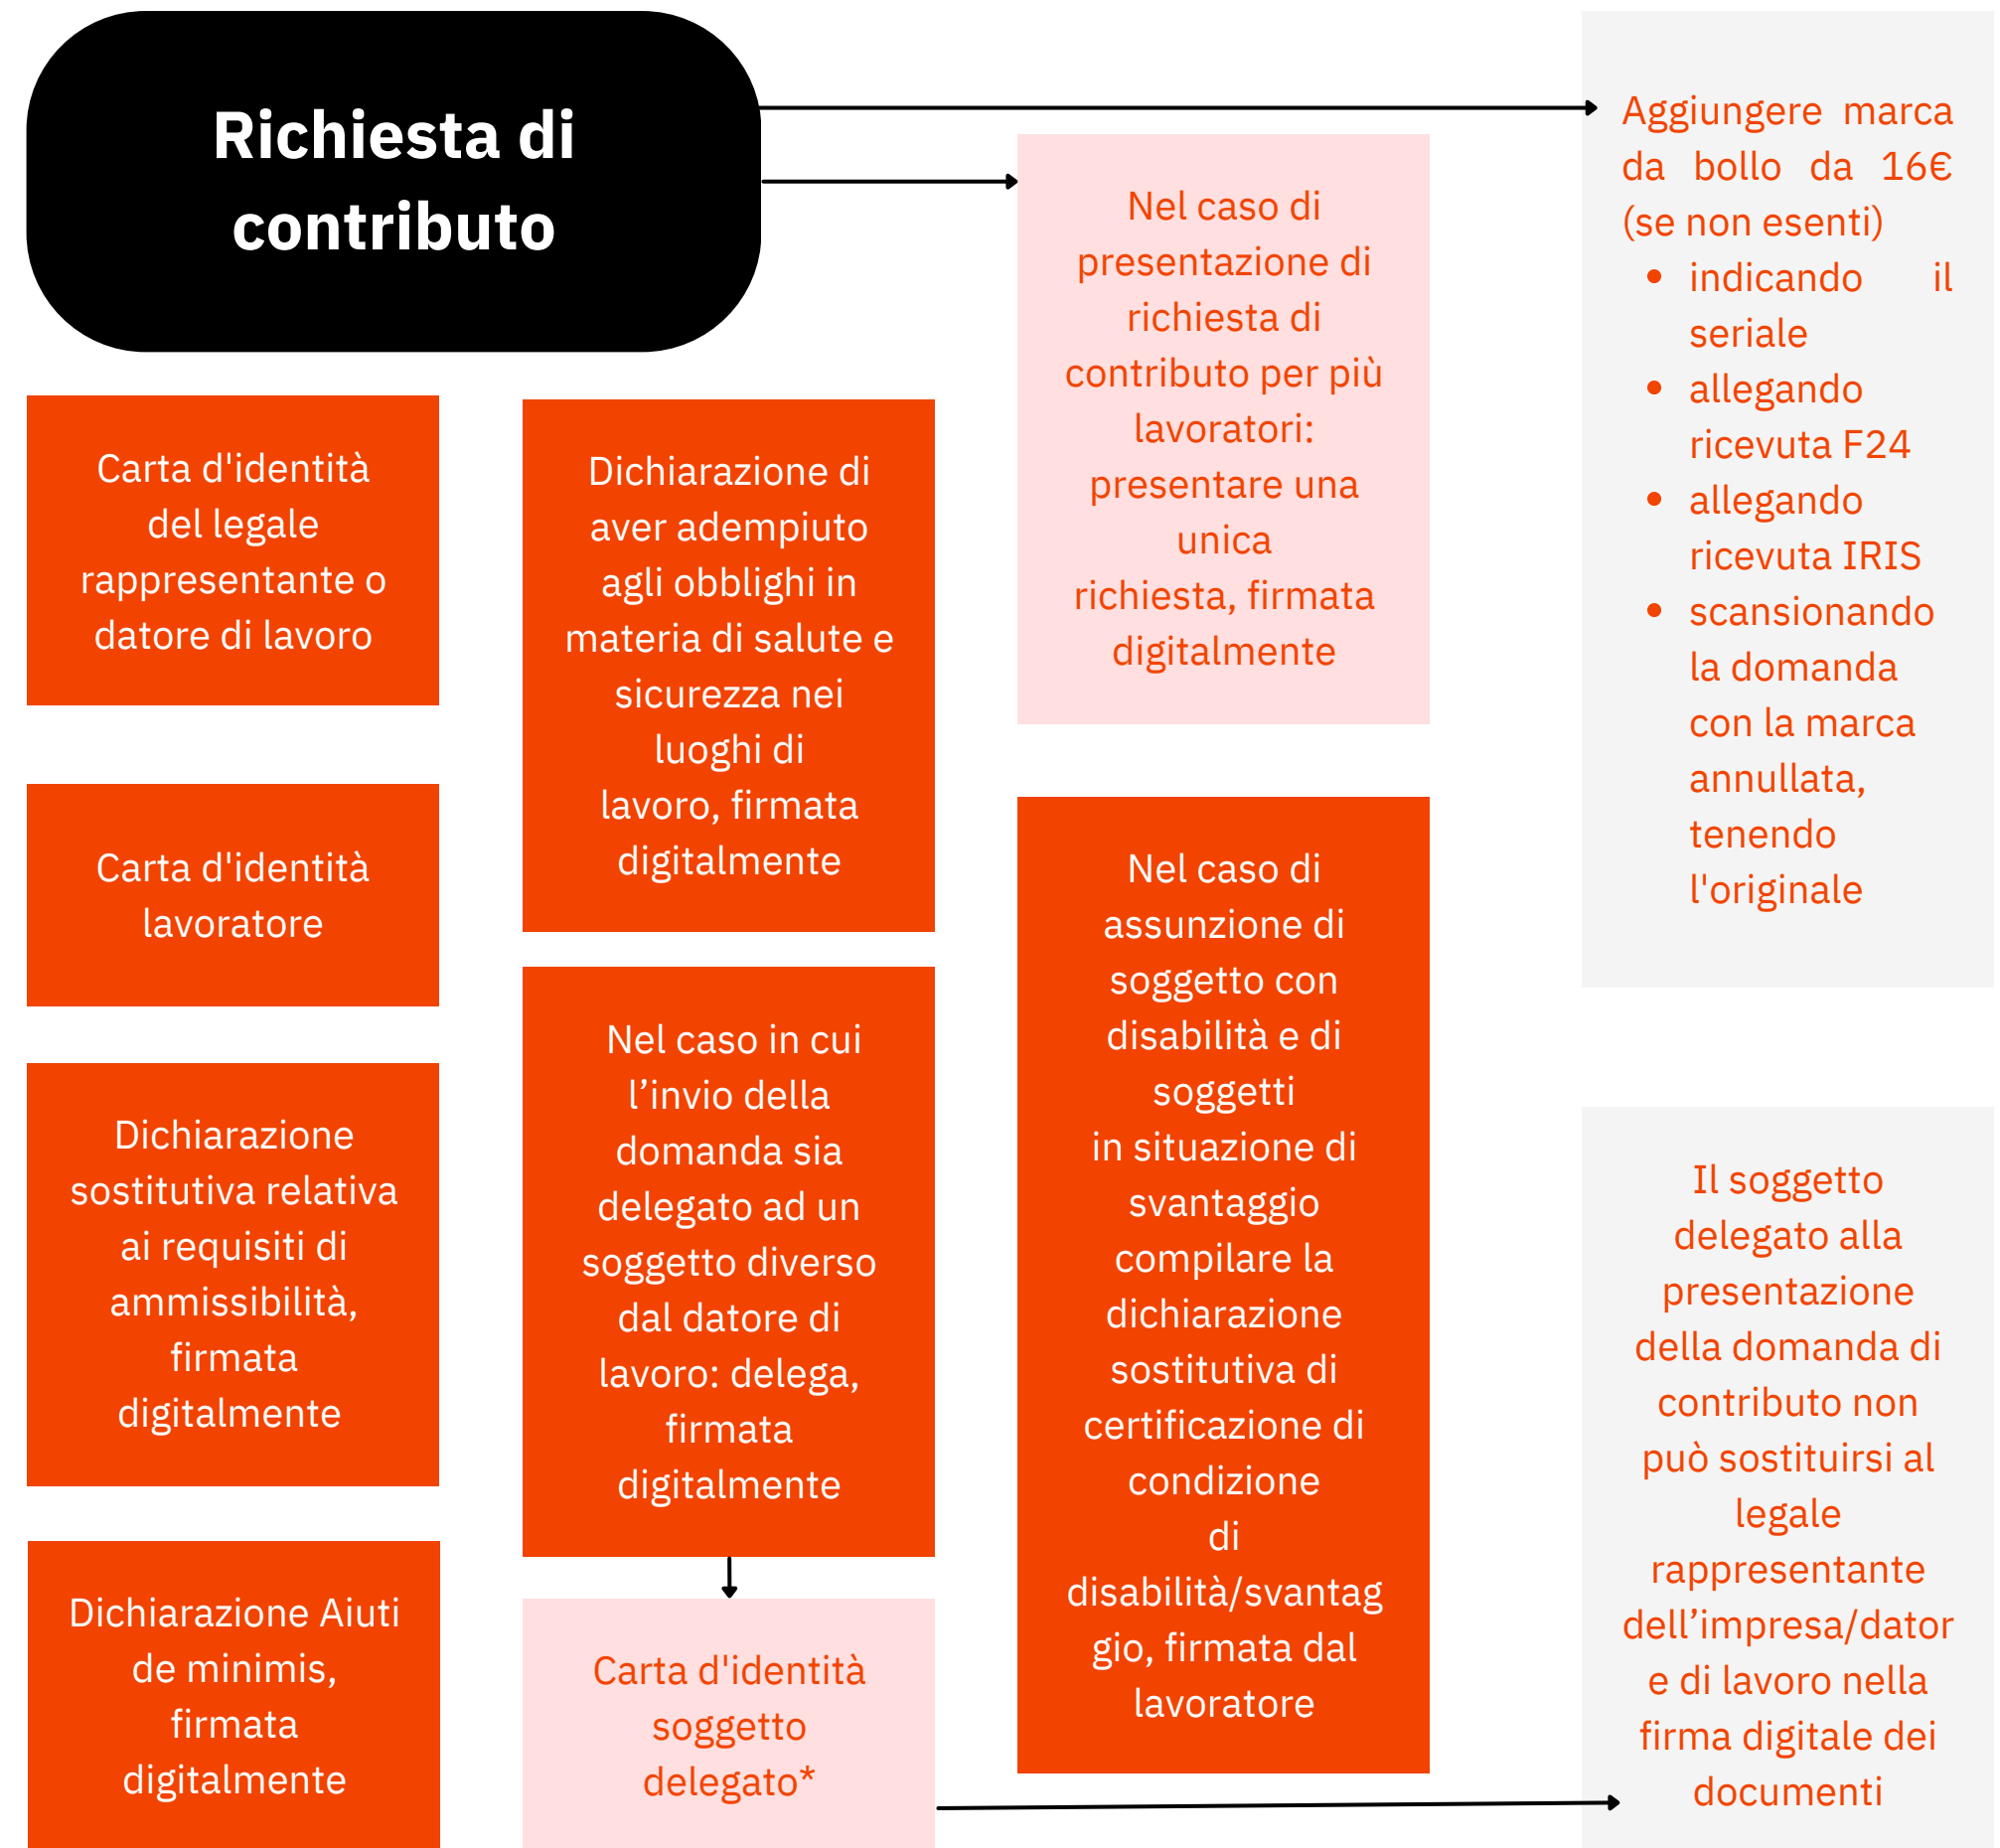 Richiesta di
contributo
Carta d'identità
del legale
rappresentante o
datore di lavoro
Carta d'identità
lavoratore
Dichiarazione
sostitutiva relativa
ai requisiti di
ammissibilità,
firmata
digitalmente
Dichiarazione Aiuti
de minimis,
firmata
digitalmente
Dichiarazione di
aver adempiuto
agli obblighi in
materia di salute e
sicurezza nei
luoghi di
lavoro, firmata
digitalmente
Nel caso in cui
l’invio della
domanda sia
delegato ad un
soggetto diverso
dal datore di
lavoro: delega,
firmata
digitalmente
Carta d'identità
soggetto
delegato*
Nel caso di
presentazione di
richiesta di
contributo per più
lavoratori:
presentare una
unica
richiesta, firmata
digitalmente
Nel caso di
assunzione di
soggetto con
disabilità e di
soggetti
in situazione di
svantaggio
compilare la
dichiarazione
sostitutiva di
certificazione di
condizione
di
disabilità/svantag
gio, firmata dal
lavoratore
Aggiungere marca
da bollo da 16€
(se non esenti)
• indicando il
seriale
• allegando
ricevuta F24
• allegando
ricevuta IRIS
• scansionando
la domanda
con la marca
annullata,
tenendo
l'originale
Il soggetto
delegato alla
presentazione
della domanda di
contributo non
può sostituirsi al
legale
rappresentante
dell’impresa/dator
e di lavoro nella
firma digitale dei
documenti